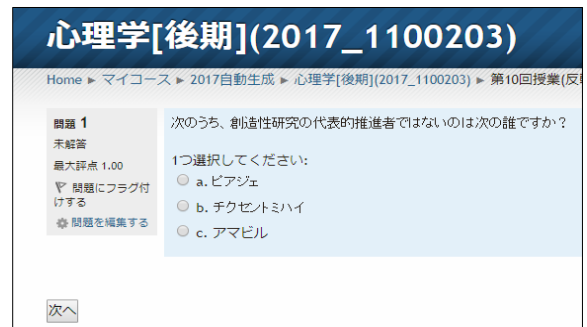 心理学[後期](2017_1100203)
Home ► マイコース ► 2017自動生成 ► 心理学[後期](2017_1100203) ► 第10回授業(反
問題 1
未解答
最大評点 1.00
問題にフラグ付
けする
問題を編集する
次のうち、創造性研究の代表的推進者ではないのは次の誰ですか？
1つ選択してください:
a. ピアジェ
b. チクセントミハイ
c. アマビル
次へ